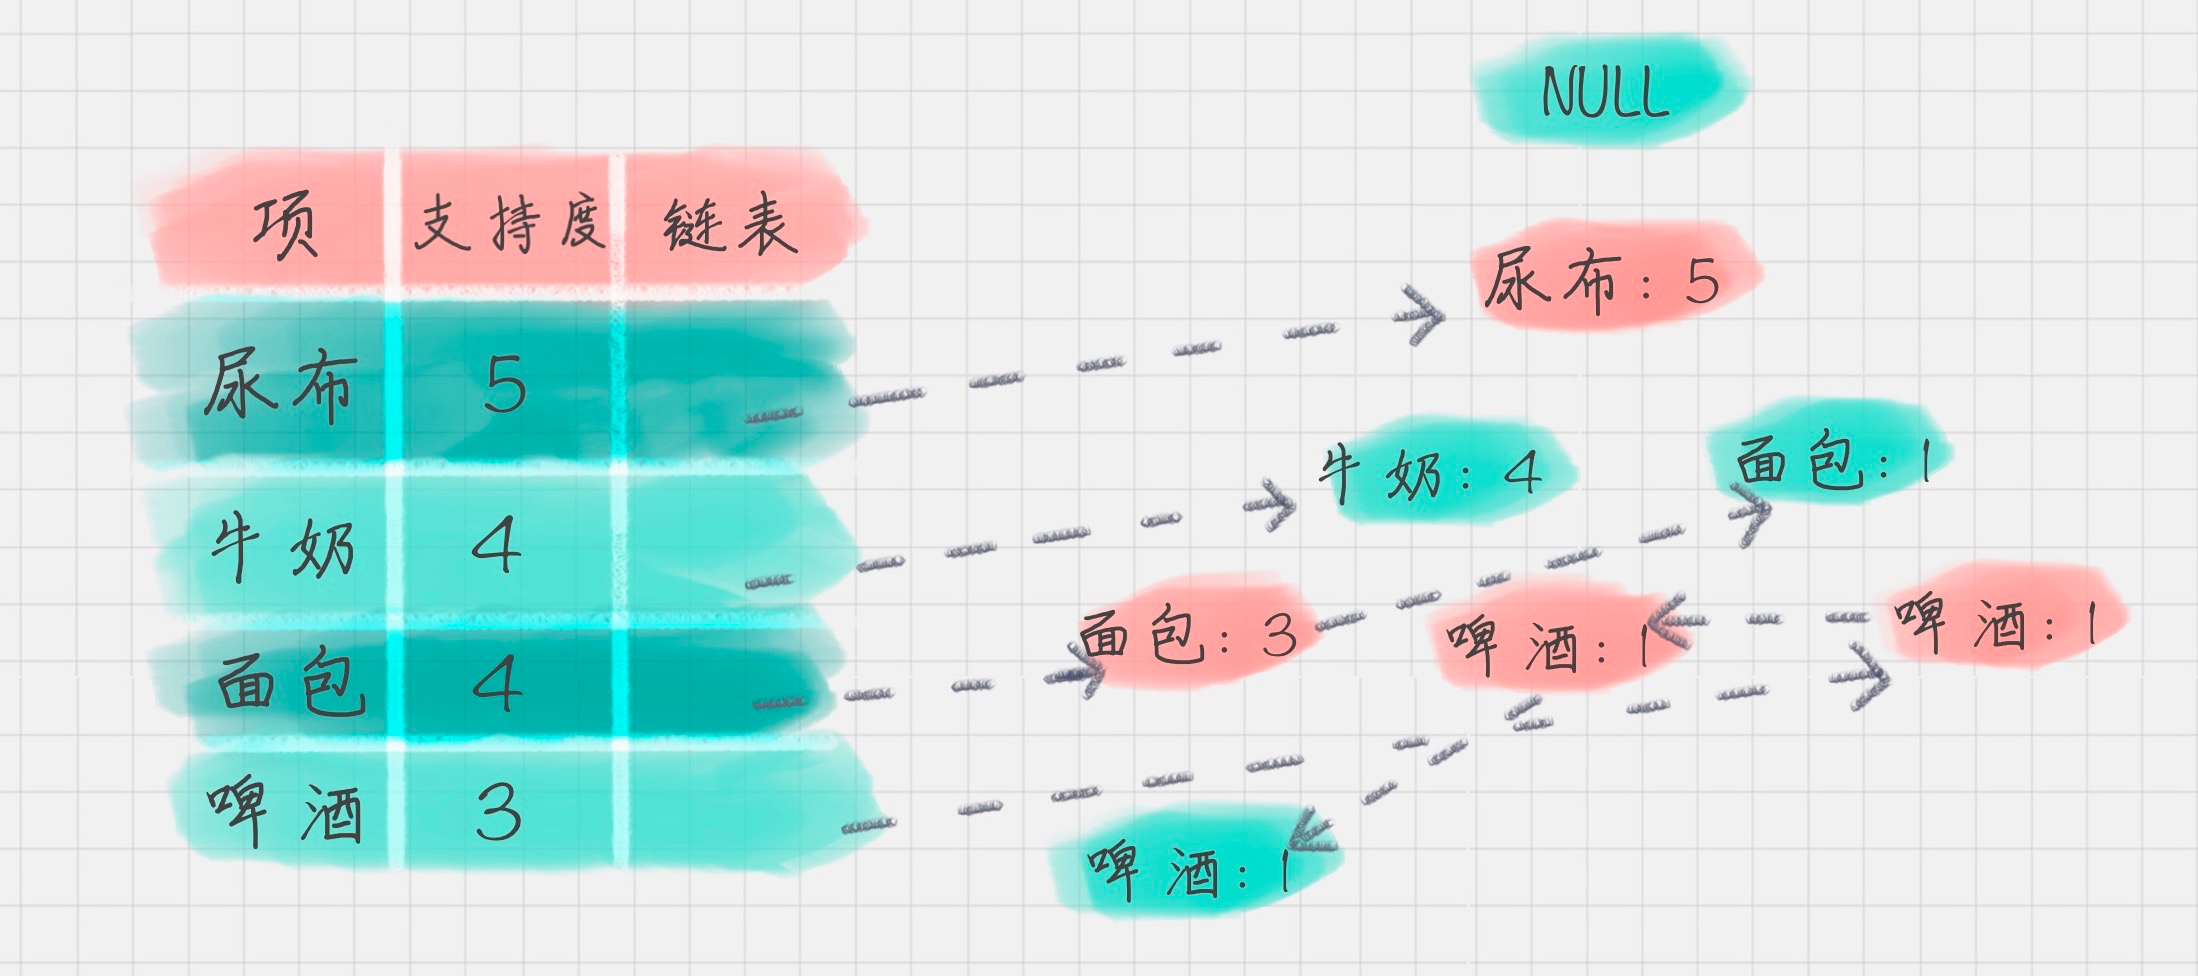 NULL
项 支持度 链表
尿布:5
尿布 5
牛奶:4 面包:1
牛奶 4
面包:3 啤酒:1 啤酒:1
面包 4
啤酒 3
啤酒:1